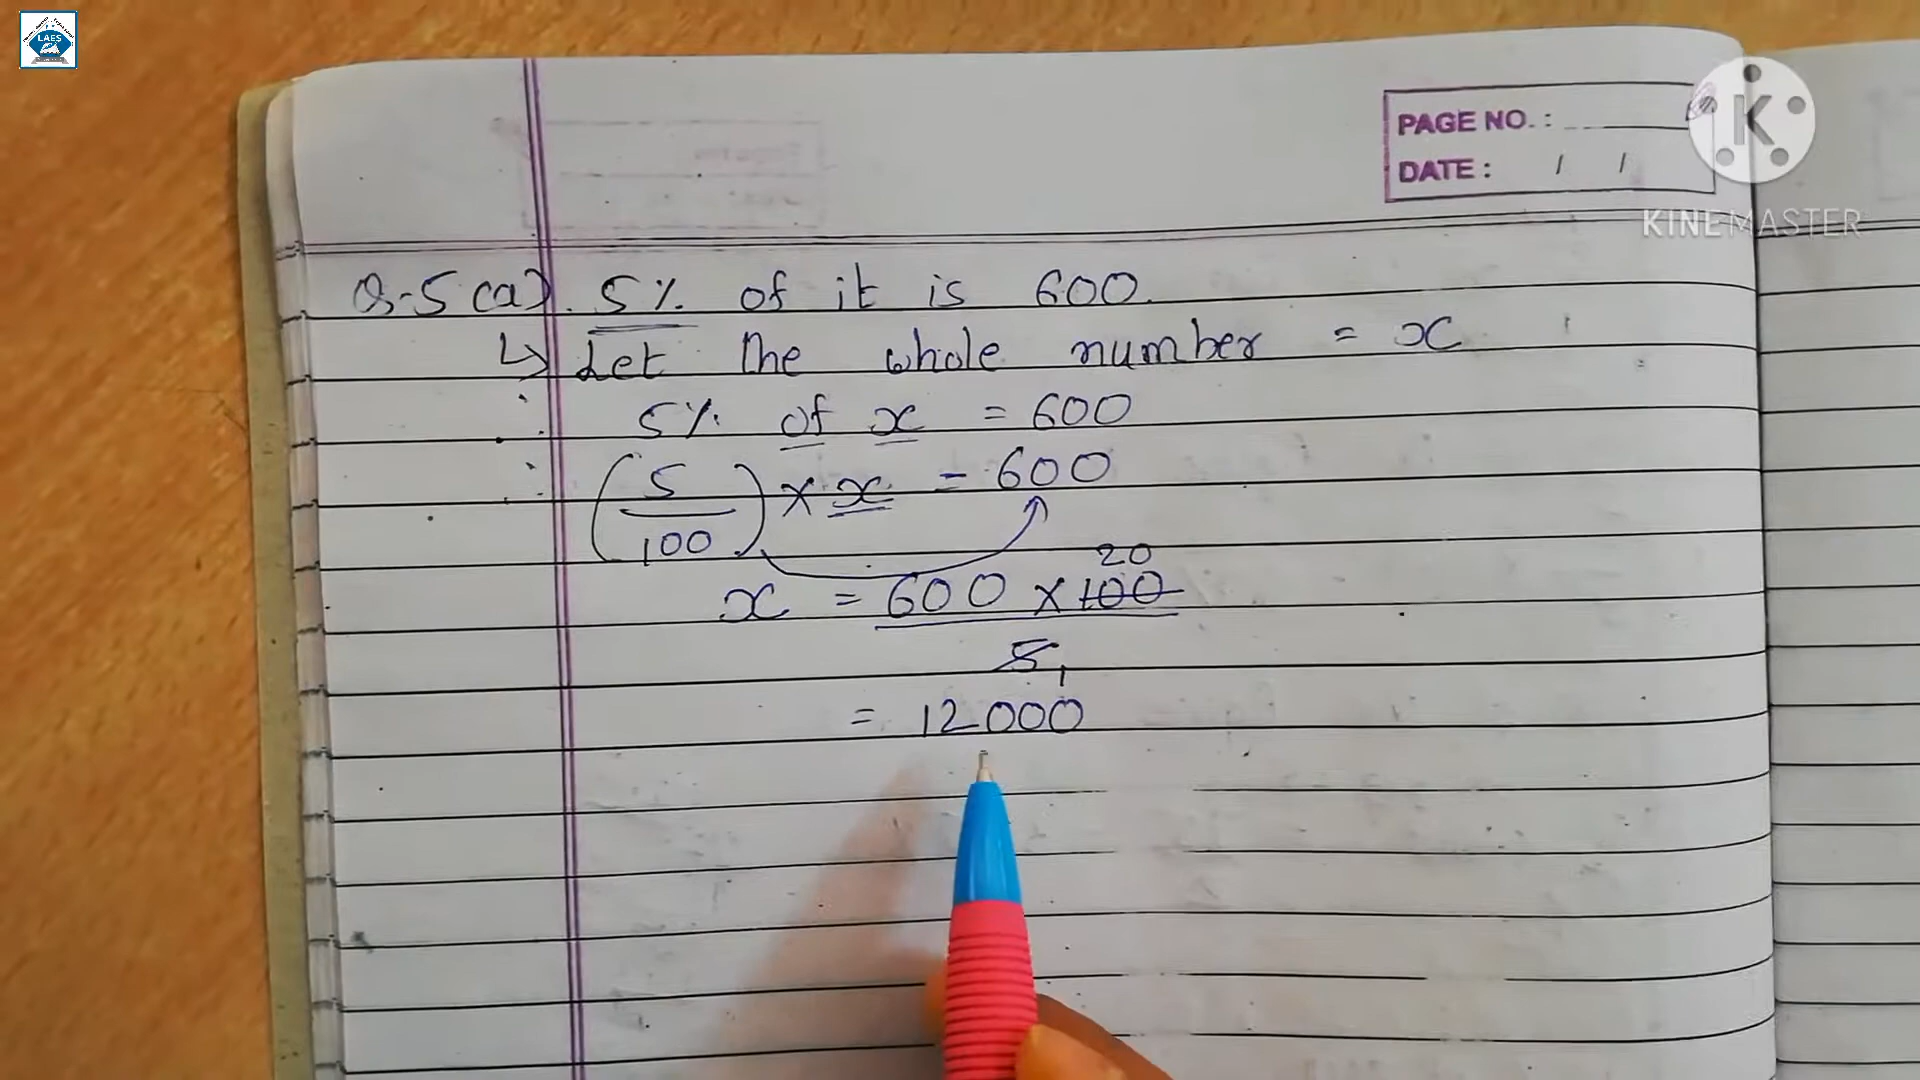 LAES
PAGE NO. :
DATE : / /
K
KINEMASTER
Q-5 (a). 5% of it is 600.
↳ Let the whole number = x
5% of x = 600
(5/100) × x = 600
20
x = 600 × 100
5 1
= 12000